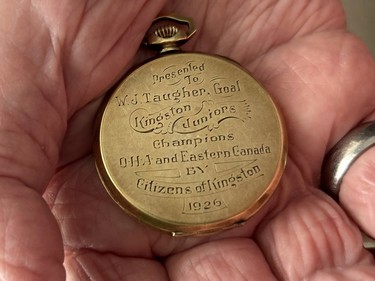 Presented
To
W.J. Taugher, Goal
Kingston
Juniors
Champions
O.H.A and Eastern Canada
BY
Citizens of Kingston
1926